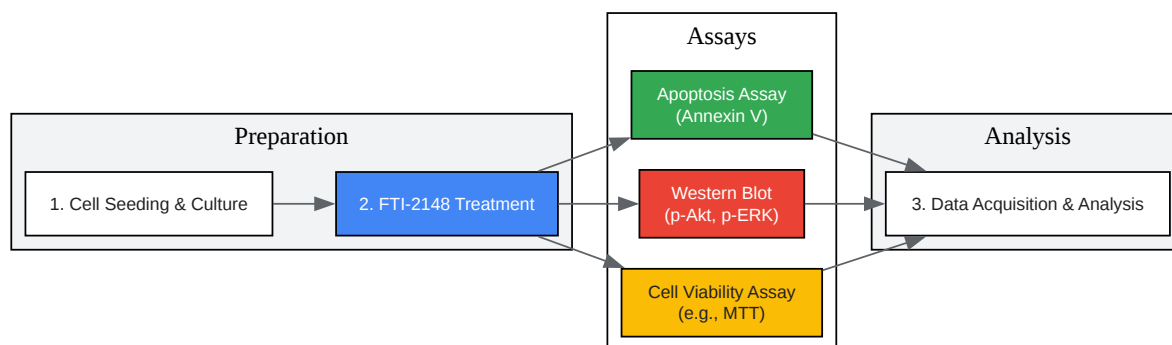 Preparation
1. Cell Seeding & Culture
2. FTI-2148 Treatment
Assays
Apoptosis Assay
(Annexin V)
Western Blot
(p-Akt, p-ERK)
Cell Viability Assay
(e.g., MTT)
Analysis
3. Data Acquisition & Analysis